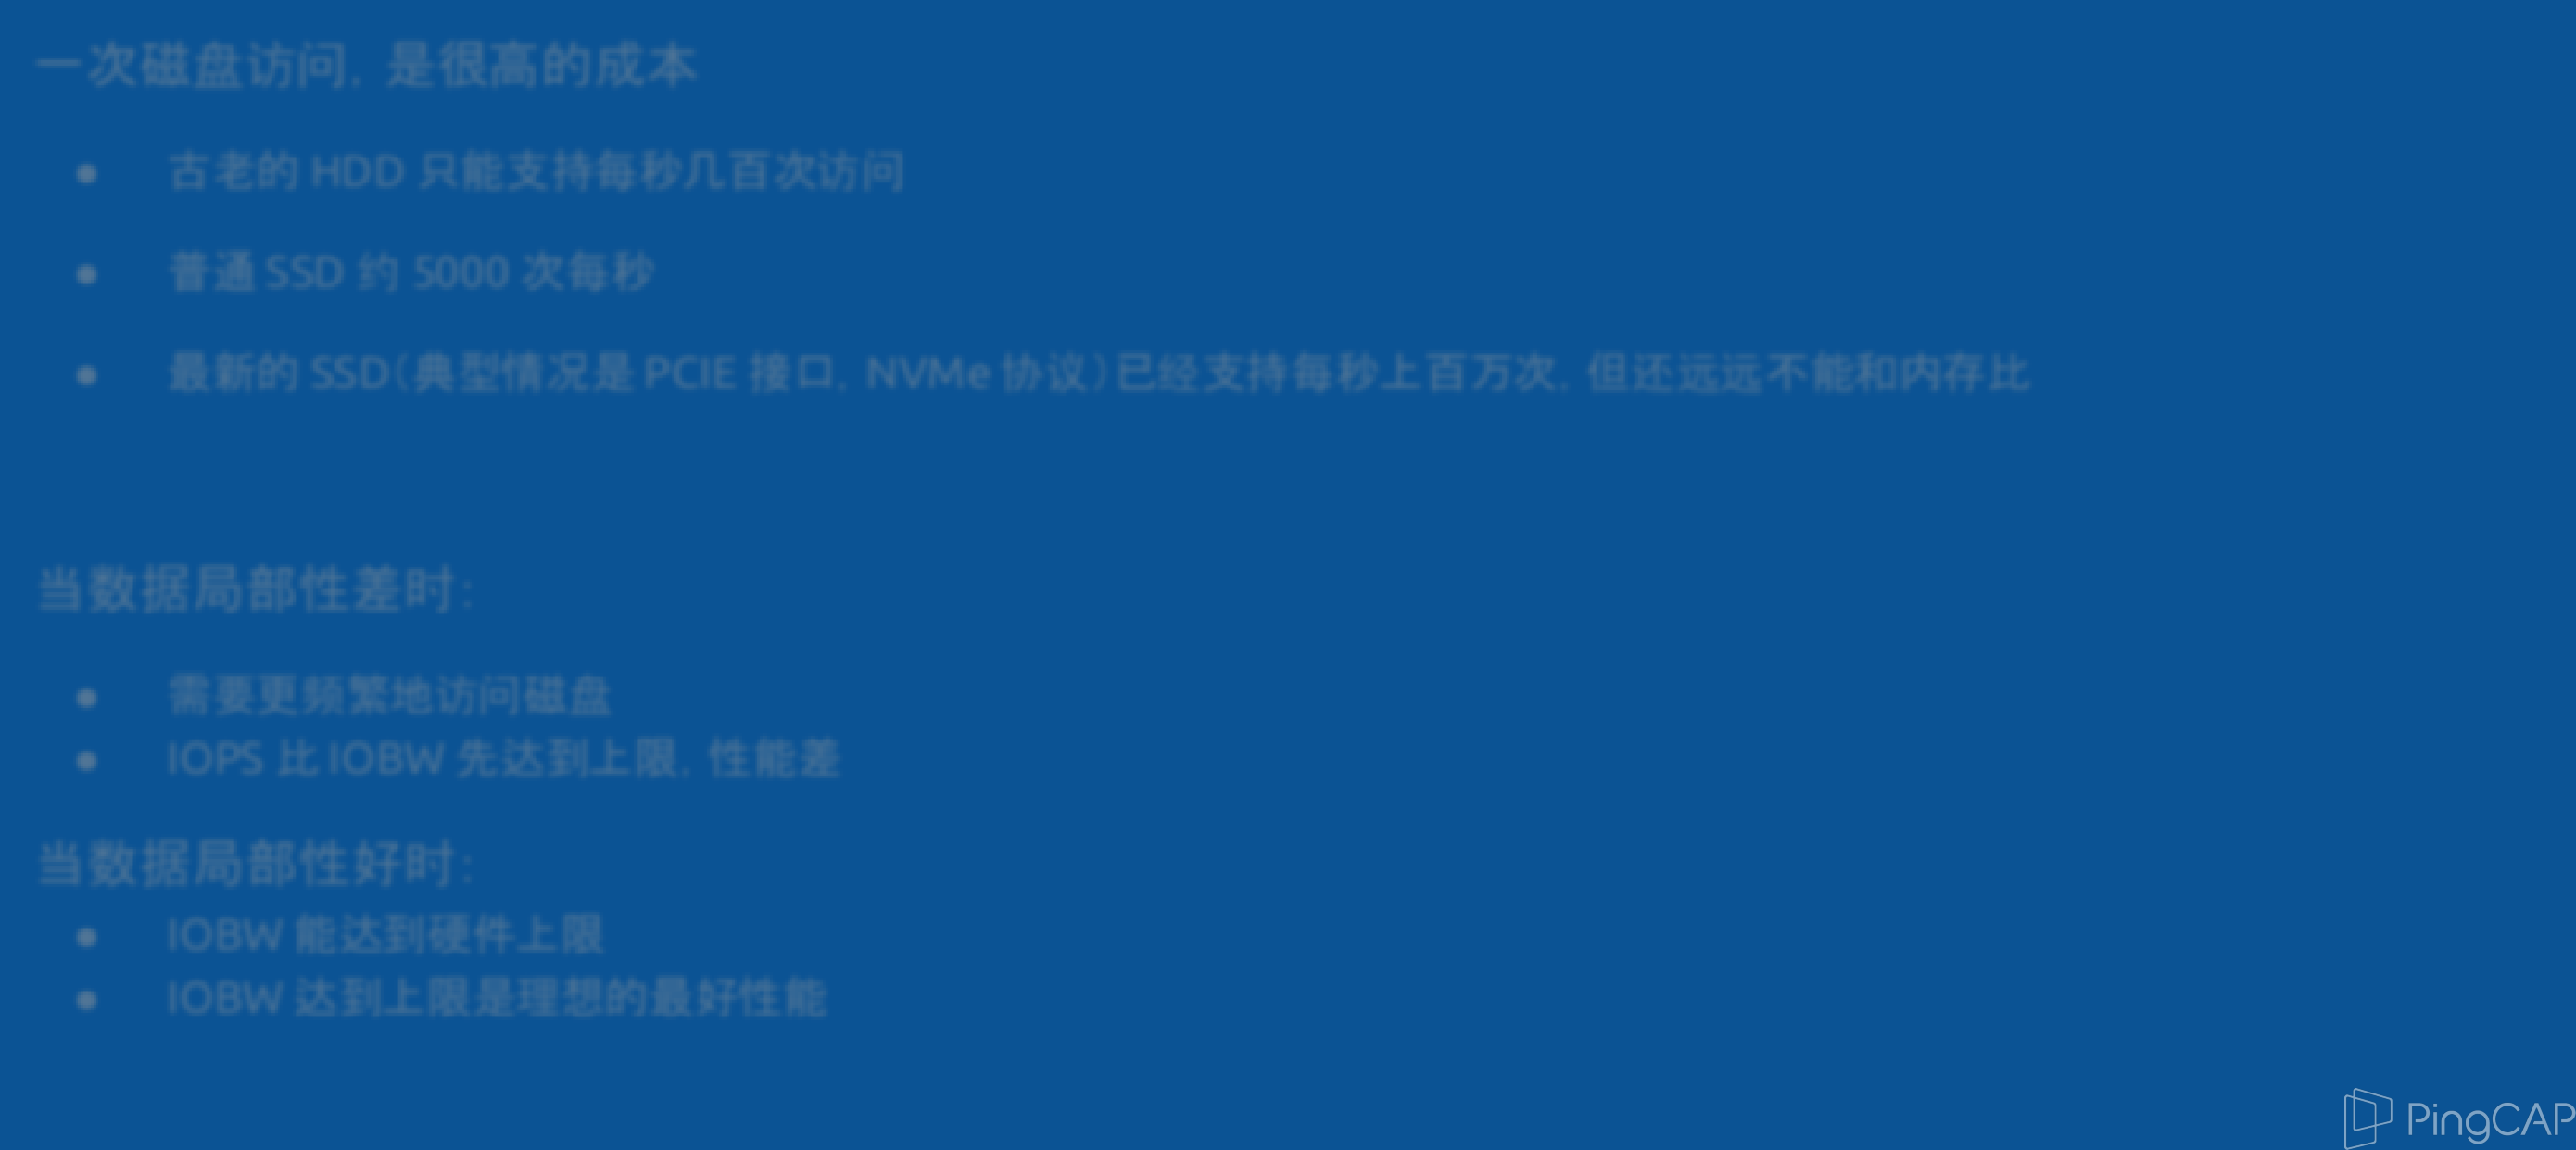 一次磁盘访问，是很高的成本
● 古老的 HDD 只能支持每秒几百次访问
● 普通 SSD 约 5000 次每秒
● 最新的 SSD（典型情况是 PCIE 接口，NVMe 协议）已经支持每秒上百万次，但还远远不能和内存比
当数据局部性差时：
● 需要更频繁地访问磁盘
● IOPS 比 IOBW 先达到上限，性能差
当数据局部性好时：
● IOBW 能达到硬件上限
● IOBW 达到上限是理想的最好性能
PingCAP